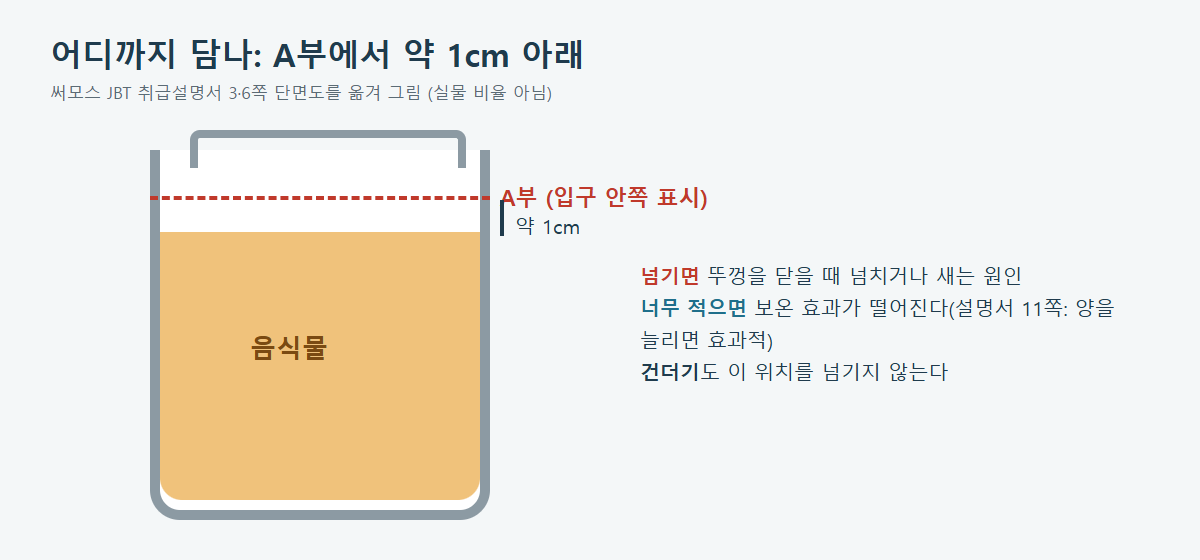 어디까지 담나: A부에서 약 1cm 아래
써모스 JBT 취급설명서 3·6쪽 단면도를 옮겨 그림 (실물 비율 아님)
A부 (입구 안쪽 표시)
약 1cm
넘기면 뚜껑을 닫을 때 넘치거나 새는 원인
너무 적으면 보온 효과가 떨어진다(설명서 11쪽: 양을
늘리면 효과적)
건더기도 이 위치를 넘기지 않는다
음식물